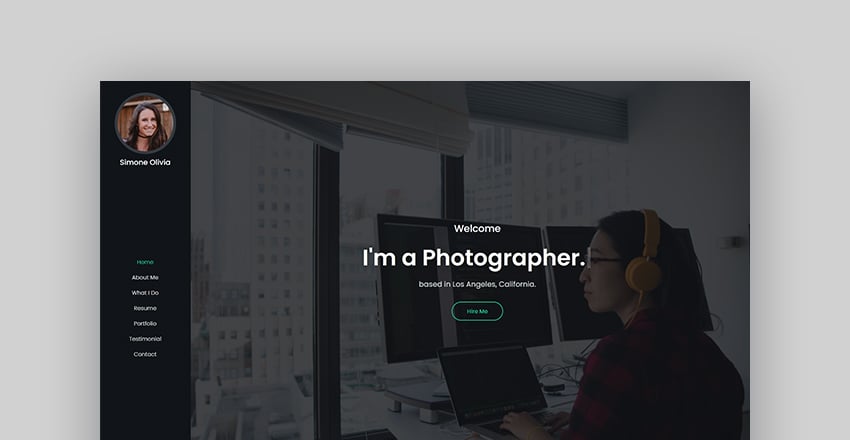 Simone Olivia
Home
About Me
What I Do
Resume
Portfolio
Testimonial
Contact
Welcome
I'm a Photographer.
based in Los Angeles, California.
Hire Me